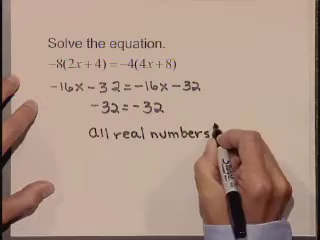 Solve the equation.
−8(2x + 4) = −4(4x + 8)
-16x - 32 = -16x - 32
-32 = -32
all real numbers